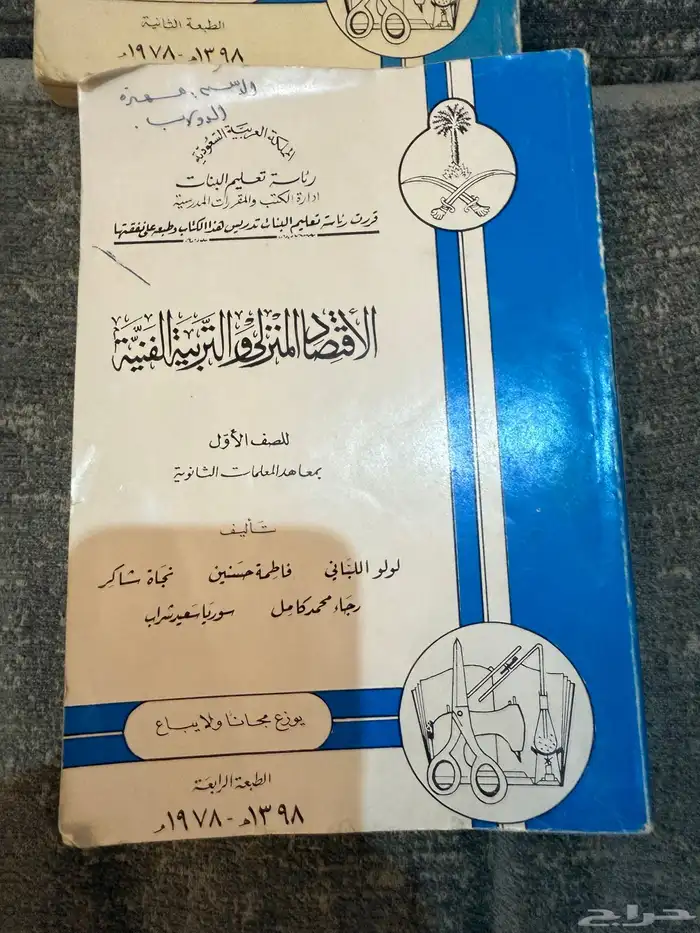 الطبعة الثانية
١٣٩٨هـ - ١٩٧٨م
الاسم:
المملكة العربية السعودية
رئاسة تعليم البنات
ادارة الكتب والمقررات المدرسية
قررت رئاسة تعليم البنات تدريس هذا الكتاب وطبعه على نفقتها
الاقتصاد المنزلي والتربية الفنية
للصف الأول
بمعاهد المعلمات الثانوية
تأليف
لولو اللباني فاطمة حسنين نجاة شاكر
رجاء محمد كامل سوريا سعيد شراب
يوزع مجانا ولا يباع
الطبعة الرابعة
١٣٩٨هـ - ١٩٧٨م
حراج